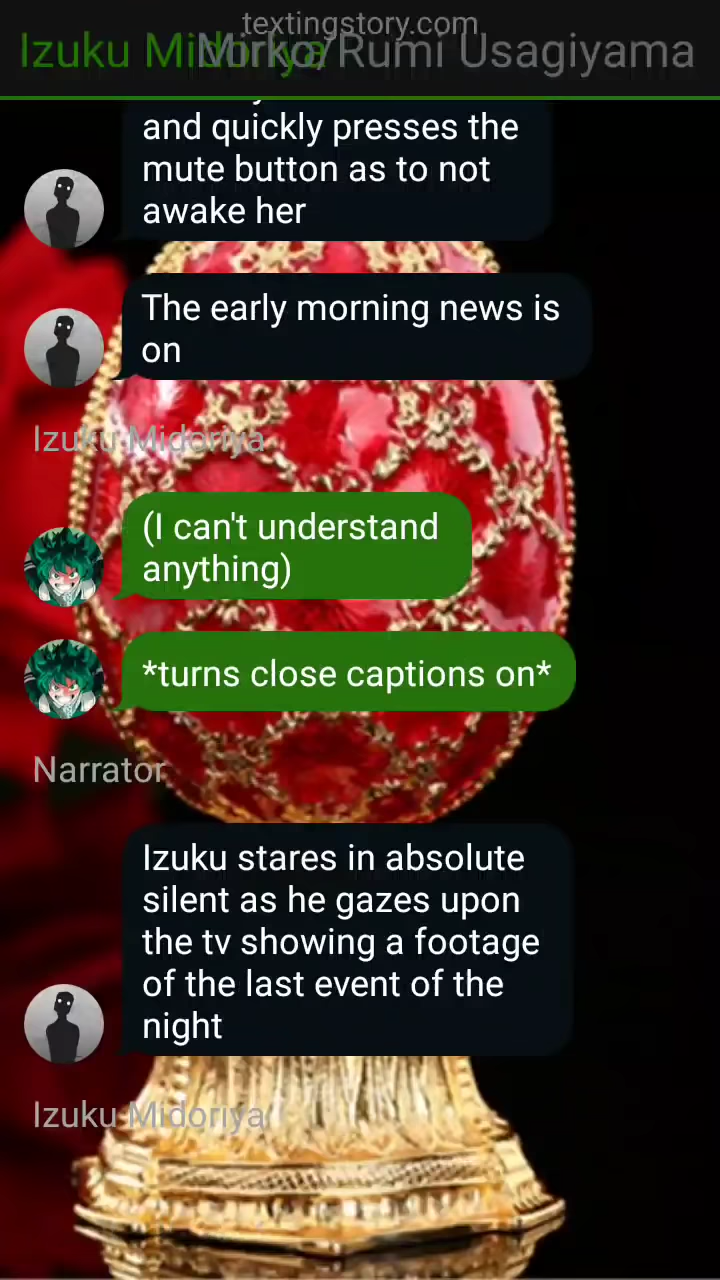 textingstory.com
Izuku Midoriya
Mirko/Rumi Usagiyama
and quickly presses the
mute button as to not
awake her
The early morning news is
on
Izuku Midoriya
(I can't understand
anything)
*turns close captions on*
Narrator
Izuku stares in absolute
silent as he gazes upon
the tv showing a footage
of the last event of the
night
Izuku Midoriya